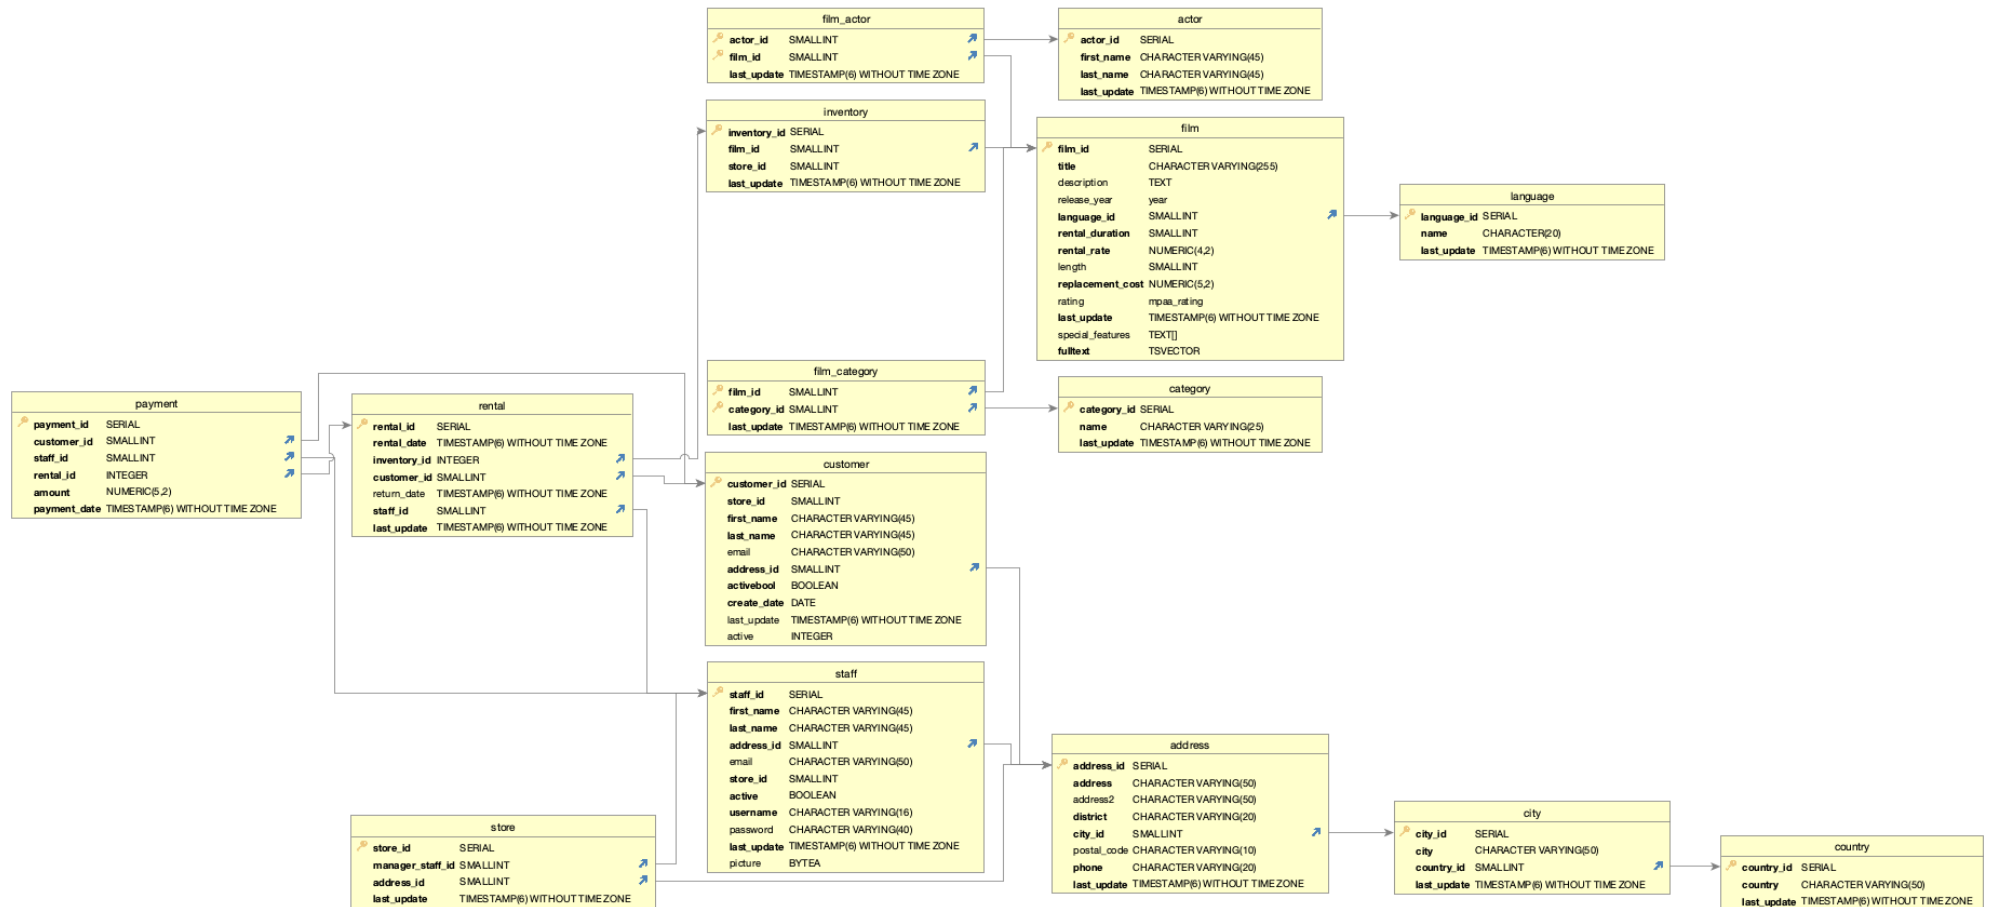 film_actor
actor_id SMALLINT
film_id SMALLINT
last_update TIMESTAMP(6) WITHOUT TIME ZONE
actor
actor_id SERIAL
first_name CHARACTER VARYING(45)
last_name CHARACTER VARYING(45)
last_update TIMESTAMP(6) WITHOUT TIME ZONE
inventory
inventory_id SERIAL
film_id SMALLINT
store_id SMALLINT
last_update TIMESTAMP(6) WITHOUT TIME ZONE
film
film_id SERIAL
title CHARACTER VARYING(255)
description TEXT
release_year year
language_id SMALLINT
rental_duration SMALLINT
rental_rate NUMERIC(4,2)
length SMALLINT
replacement_cost NUMERIC(5,2)
rating mpaa_rating
last_update TIMESTAMP(6) WITHOUT TIME ZONE
special_features TEXT[]
fulltext TSVECTOR
language
language_id SERIAL
name CHARACTER(20)
last_update TIMESTAMP(6) WITHOUT TIME ZONE
film_category
film_id SMALLINT
category_id SMALLINT
last_update TIMESTAMP(6) WITHOUT TIME ZONE
category
category_id SERIAL
name CHARACTER VARYING(25)
last_update TIMESTAMP(6) WITHOUT TIME ZONE
payment
payment_id SERIAL
customer_id SMALLINT
staff_id SMALLINT
rental_id INTEGER
amount NUMERIC(5,2)
payment_date TIMESTAMP(6) WITHOUT TIME ZONE
rental
rental_id SERIAL
rental_date TIMESTAMP(6) WITHOUT TIME ZONE
inventory_id INTEGER
customer_id SMALLINT
return_date TIMESTAMP(6) WITHOUT TIME ZONE
staff_id SMALLINT
last_update TIMESTAMP(6) WITHOUT TIME ZONE
customer
customer_id SERIAL
store_id SMALLINT
first_name CHARACTER VARYING(45)
last_name CHARACTER VARYING(45)
email CHARACTER VARYING(50)
address_id SMALLINT
activebool BOOLEAN
create_date DATE
last_update TIMESTAMP(6) WITHOUT TIME ZONE
active INTEGER
staff
staff_id SERIAL
first_name CHARACTER VARYING(45)
last_name CHARACTER VARYING(45)
address_id SMALLINT
email CHARACTER VARYING(50)
store_id SMALLINT
active BOOLEAN
username CHARACTER VARYING(16)
password CHARACTER VARYING(40)
last_update TIMESTAMP(6) WITHOUT TIME ZONE
picture BYTEA
store
store_id SERIAL
manager_staff_id SMALLINT
address_id SMALLINT
last_update TIMESTAMP(6) WITHOUT TIME ZONE
address
address_id SERIAL
address CHARACTER VARYING(50)
address2 CHARACTER VARYING(50)
district CHARACTER VARYING(20)
city_id SMALLINT
postal_code CHARACTER VARYING(10)
phone CHARACTER VARYING(20)
last_update TIMESTAMP(6) WITHOUT TIME ZONE
city
city_id SERIAL
city CHARACTER VARYING(50)
country_id SMALLINT
last_update TIMESTAMP(6) WITHOUT TIME ZONE
country
country_id SERIAL
country CHARACTER VARYING(50)
last_update TIMESTAMP(6) WITHOUT TIME ZONE